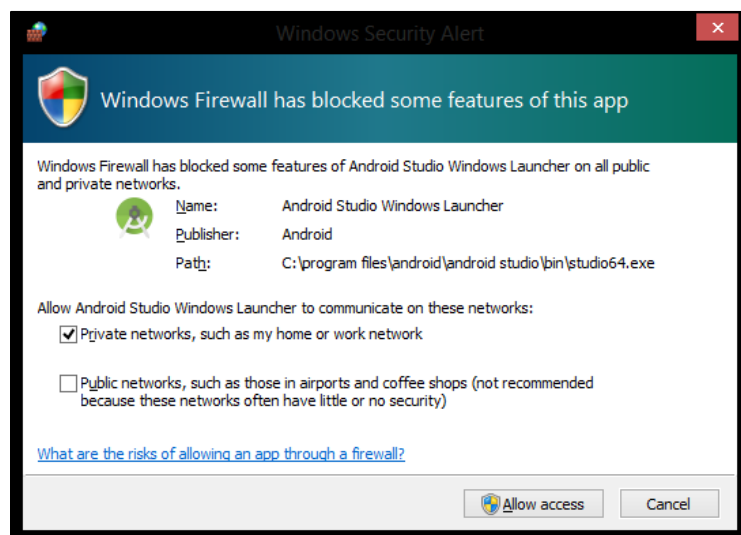 Windows Security Alert
Windows Firewall has blocked some features of this app
Windows Firewall has blocked some features of Android Studio Windows Launcher on all public
and private networks.
Name: Android Studio Windows Launcher
Publisher: Android
Path: C:\program files\android\android studio\bin\studio64.exe
Allow Android Studio Windows Launcher to communicate on these networks:
Private networks, such as my home or work network
Public networks, such as those in airports and coffee shops (not recommended
because these networks often have little or no security)
What are the risks of allowing an app through a firewall?
Allow access Cancel